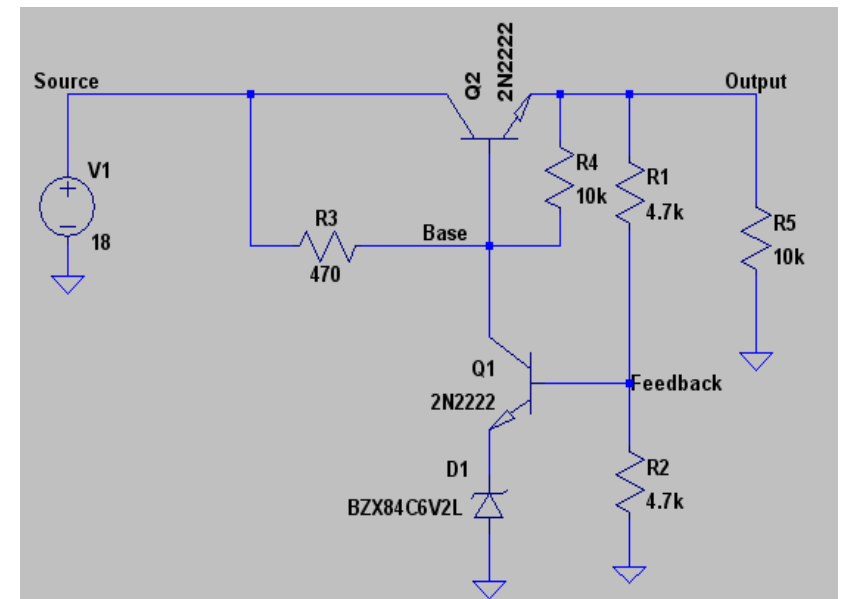 Source
V1
18
R3
470
Base
Q2
2N2222
R4
10k
R1
4.7k
Output
R5
10k
Q1
2N2222
Feedback
D1
BZX84C6V2L
R2
4.7k